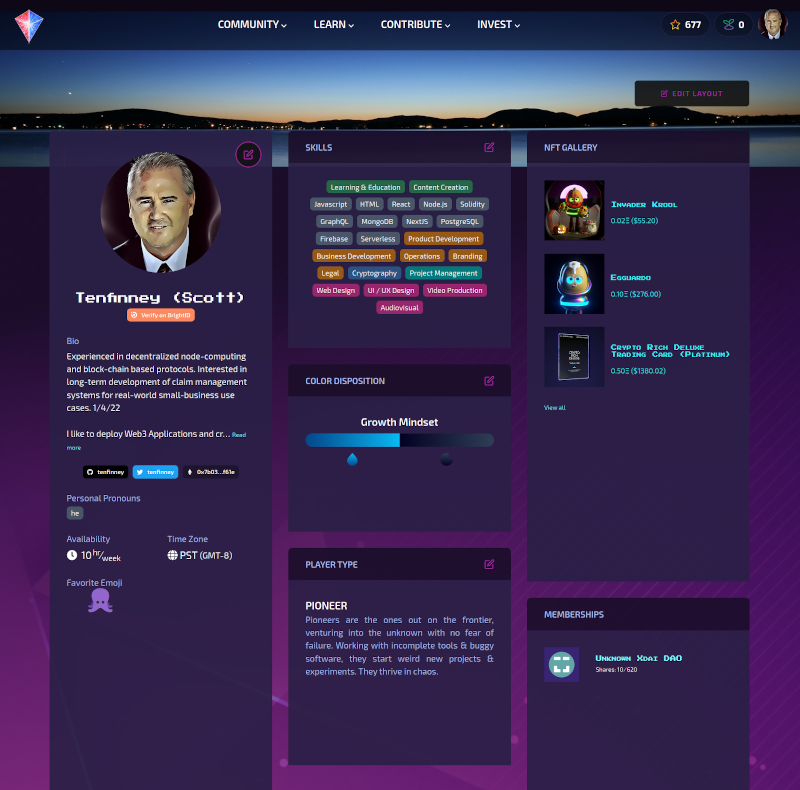 COMMUNITY
LEARN
CONTRIBUTE
INVEST
677
0
EDIT LAYOUT
Tenfinney (Scott)
Verify on BrightID
Bio
Experienced in decentralized node-computing
and block-chain based protocols. Interested in
long-term development of claim management
systems for real-world small-business use
cases. 1/4/22
I like to deploy Web3 Applications and cr... Read
more
tenfinney
tenfinney
0x7b03...f61e
Personal Pronouns
he
Availability
10 hr/week
Time Zone
PST (GMT-8)
Favorite Emoji
SKILLS
Learning & Education Content Creation
Javascript HTML React Node.js Solidity
GraphQL MongoDB NextJS PostgreSQL
Firebase Serverless Product Development
Business Development Operations Branding
Legal Cryptography Project Management
Web Design UI / UX Design Video Production
Audiovisual
COLOR DISPOSITION
Growth Mindset
PLAYER TYPE
PIONEER
Pioneers are the ones out on the frontier,
venturing into the unknown with no fear of
failure. Working with incomplete tools & buggy
software, they start weird new projects &
experiments. They thrive in chaos.
NFT GALLERY
Invader Krool
0.02Ξ ($55.20)
Egguardo
0.10Ξ ($276.00)
Crypto Rich Deluxe
Trading Card (Platinum)
0.50Ξ ($1380.02)
View all
MEMBERSHIPS
Unknown Xdai DAO
Shares: 10/620